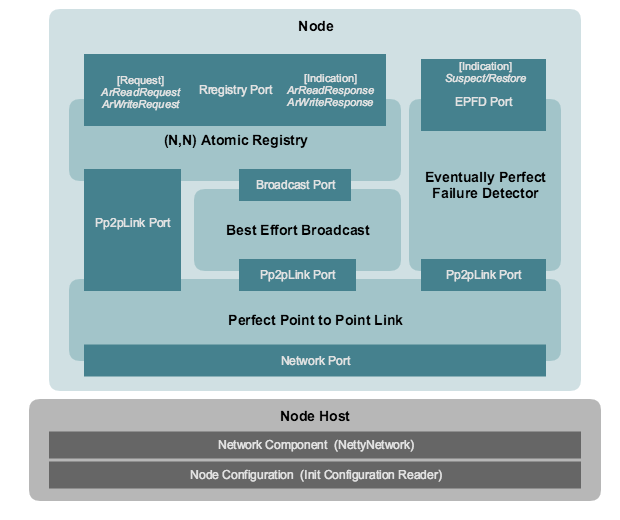 Node
[Request]
ArReadRequest
ArWriteRequest
Rregistry Port
[Indication]
ArReadResponse
ArWriteResponse
[Indication]
Suspect/Restore
EPFD Port
(N,N) Atomic Registry
Pp2pLink Port
Broadcast Port
Best Effort Broadcast
Pp2pLink Port
Eventually Perfect
Failure Detector
Pp2pLink Port
Perfect Point to Point Link
Network Port
Node Host
Network Component (NettyNetwork)
Node Configuration (Init Configuration Reader)